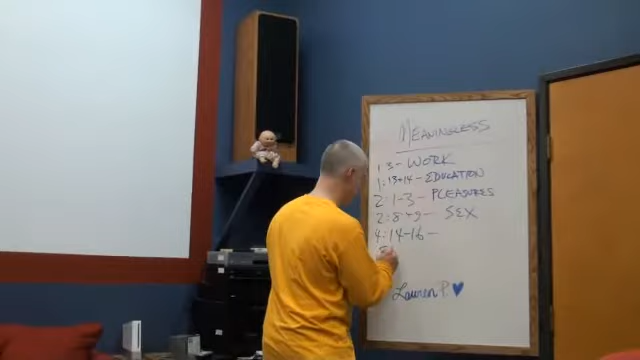 MEANINGLESS
1 3 - WORK
1:13-14 - EDUCATION
2:1-3 - PLEASURES
2:8+9 - SEX
4:14-16 -
Lauren P. ♥